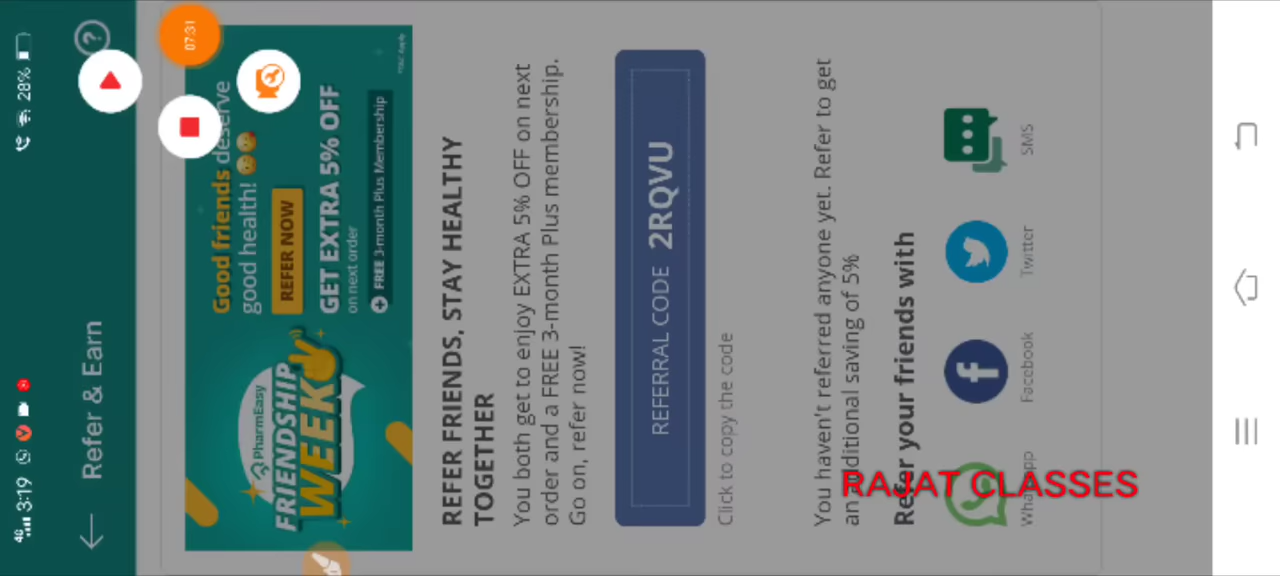 4G 3:19 28%
07:31
← Refer & Earn ?
PharmEasy
FRIENDSHIP
WEEK
Good friends deserve
good health!
REFER NOW
GET EXTRA 5% OFF
on next order
+ FREE 3-month Plus Membership
*T&C Apply
REFER FRIENDS, STAY HEALTHY
TOGETHER
You both get to enjoy EXTRA 5% OFF on next
order and a FREE 3-month Plus membership.
Go on, refer now!
REFERRAL CODE 2RQVU
Click to copy the code
You haven't referred anyone yet. Refer to get
an additional saving of 5%
Refer your friends with
Whatsapp Facebook Twitter SMS
RAJAT CLASSES